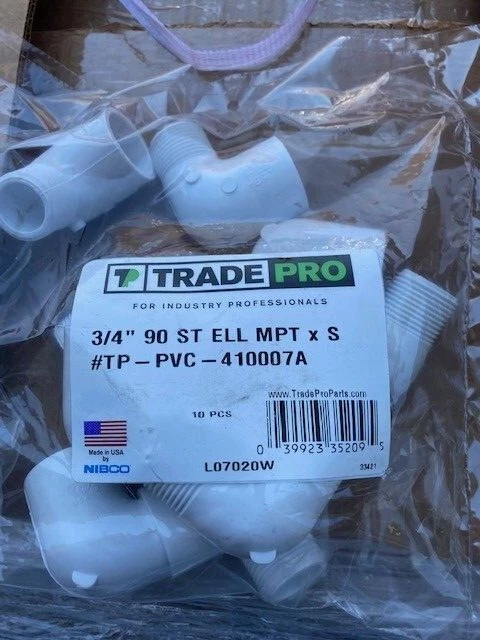 TP TRADE PRO
FOR INDUSTRY PROFESSIONALS
3/4" 90 ST ELL MPT x S
#TP-PVC-410007A
www.TradeProParts.com
10 PCS
0 39923 35209 5
Made in USA
by
NIBCO
L07020W
33421